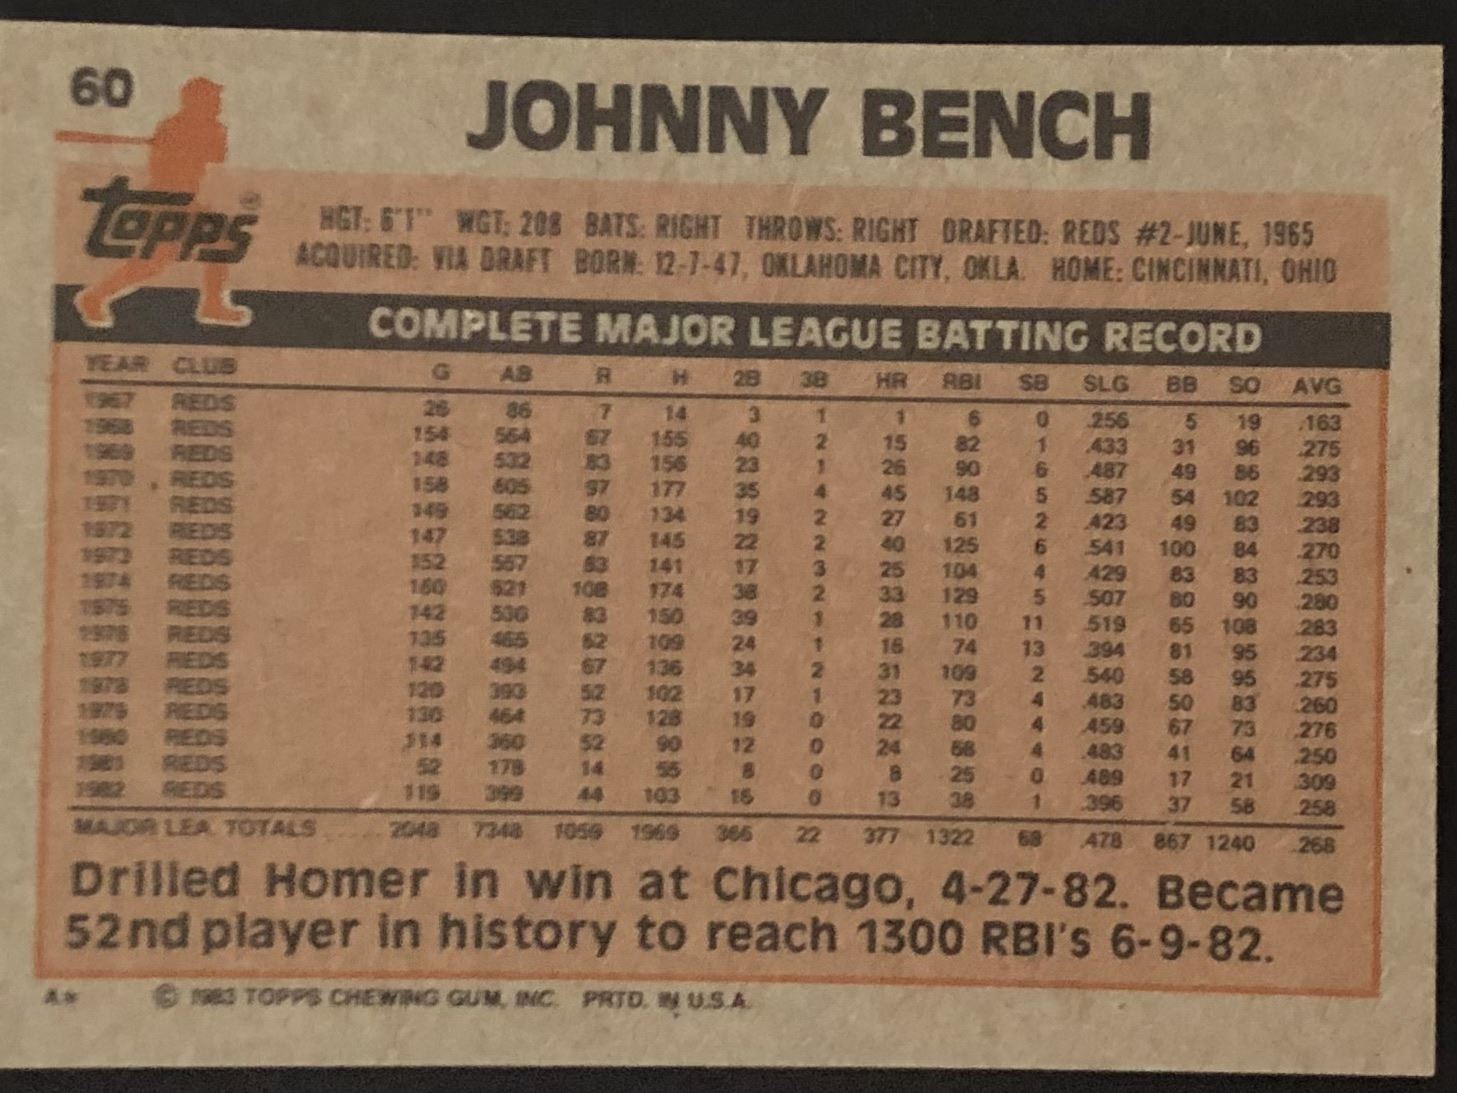 60
JOHNNY BENCH
Topps®
HGT: 6'1" WGT: 208 BATS: RIGHT THROWS: RIGHT DRAFTED: REDS #2-JUNE, 1965
ACQUIRED: VIA DRAFT BORN: 12-7-47, OKLAHOMA CITY, OKLA. HOME: CINCINNATI, OHIO
COMPLETE MAJOR LEAGUE BATTING RECORD
YEAR CLUB G AB R H 2B 3B HR RBI SB SLG BB SO AVG
1967 REDS 26 86 7 14 3 1 1 6 0 .256 5 19 .163
1968 REDS 154 564 67 155 40 2 15 82 1 .433 31 96 .275
1969 REDS 148 532 83 156 23 1 26 90 6 .487 49 86 .293
1970 REDS 158 605 97 177 35 4 45 148 5 .587 54 102 .293
1971 REDS 149 562 80 134 19 2 27 61 2 .423 49 83 .238
1972 REDS 147 538 87 145 22 2 40 125 6 .541 100 84 .270
1973 REDS 152 557 83 141 17 3 25 104 4 .429 83 83 .253
1974 REDS 160 621 108 174 38 2 33 129 5 .507 80 90 .280
1975 REDS 142 530 83 150 39 1 28 110 11 .519 65 108 .283
1976 REDS 135 465 62 109 24 1 16 74 13 .394 81 95 .234
1977 REDS 142 494 67 136 34 2 31 109 2 .540 58 95 .275
1978 REDS 120 393 52 102 17 1 23 73 4 .483 50 83 .260
1979 REDS 130 464 73 128 19 0 22 80 4 .459 67 73 .276
1980 REDS 114 360 52 90 12 0 24 68 4 .483 41 64 .250
1981 REDS 52 178 14 55 8 0 8 25 0 .489 17 21 .309
1982 REDS 119 399 44 103 16 0 13 38 1 .396 37 58 .258
MAJOR LEA. TOTALS 2048 7348 1059 1969 366 22 377 1322 68 .478 867 1240 .268
Drilled Homer in win at Chicago, 4-27-82. Became
52nd player in history to reach 1300 RBI's 6-9-82.
A* © 1983 TOPPS CHEWING GUM, INC. PRTD. IN U.S.A.